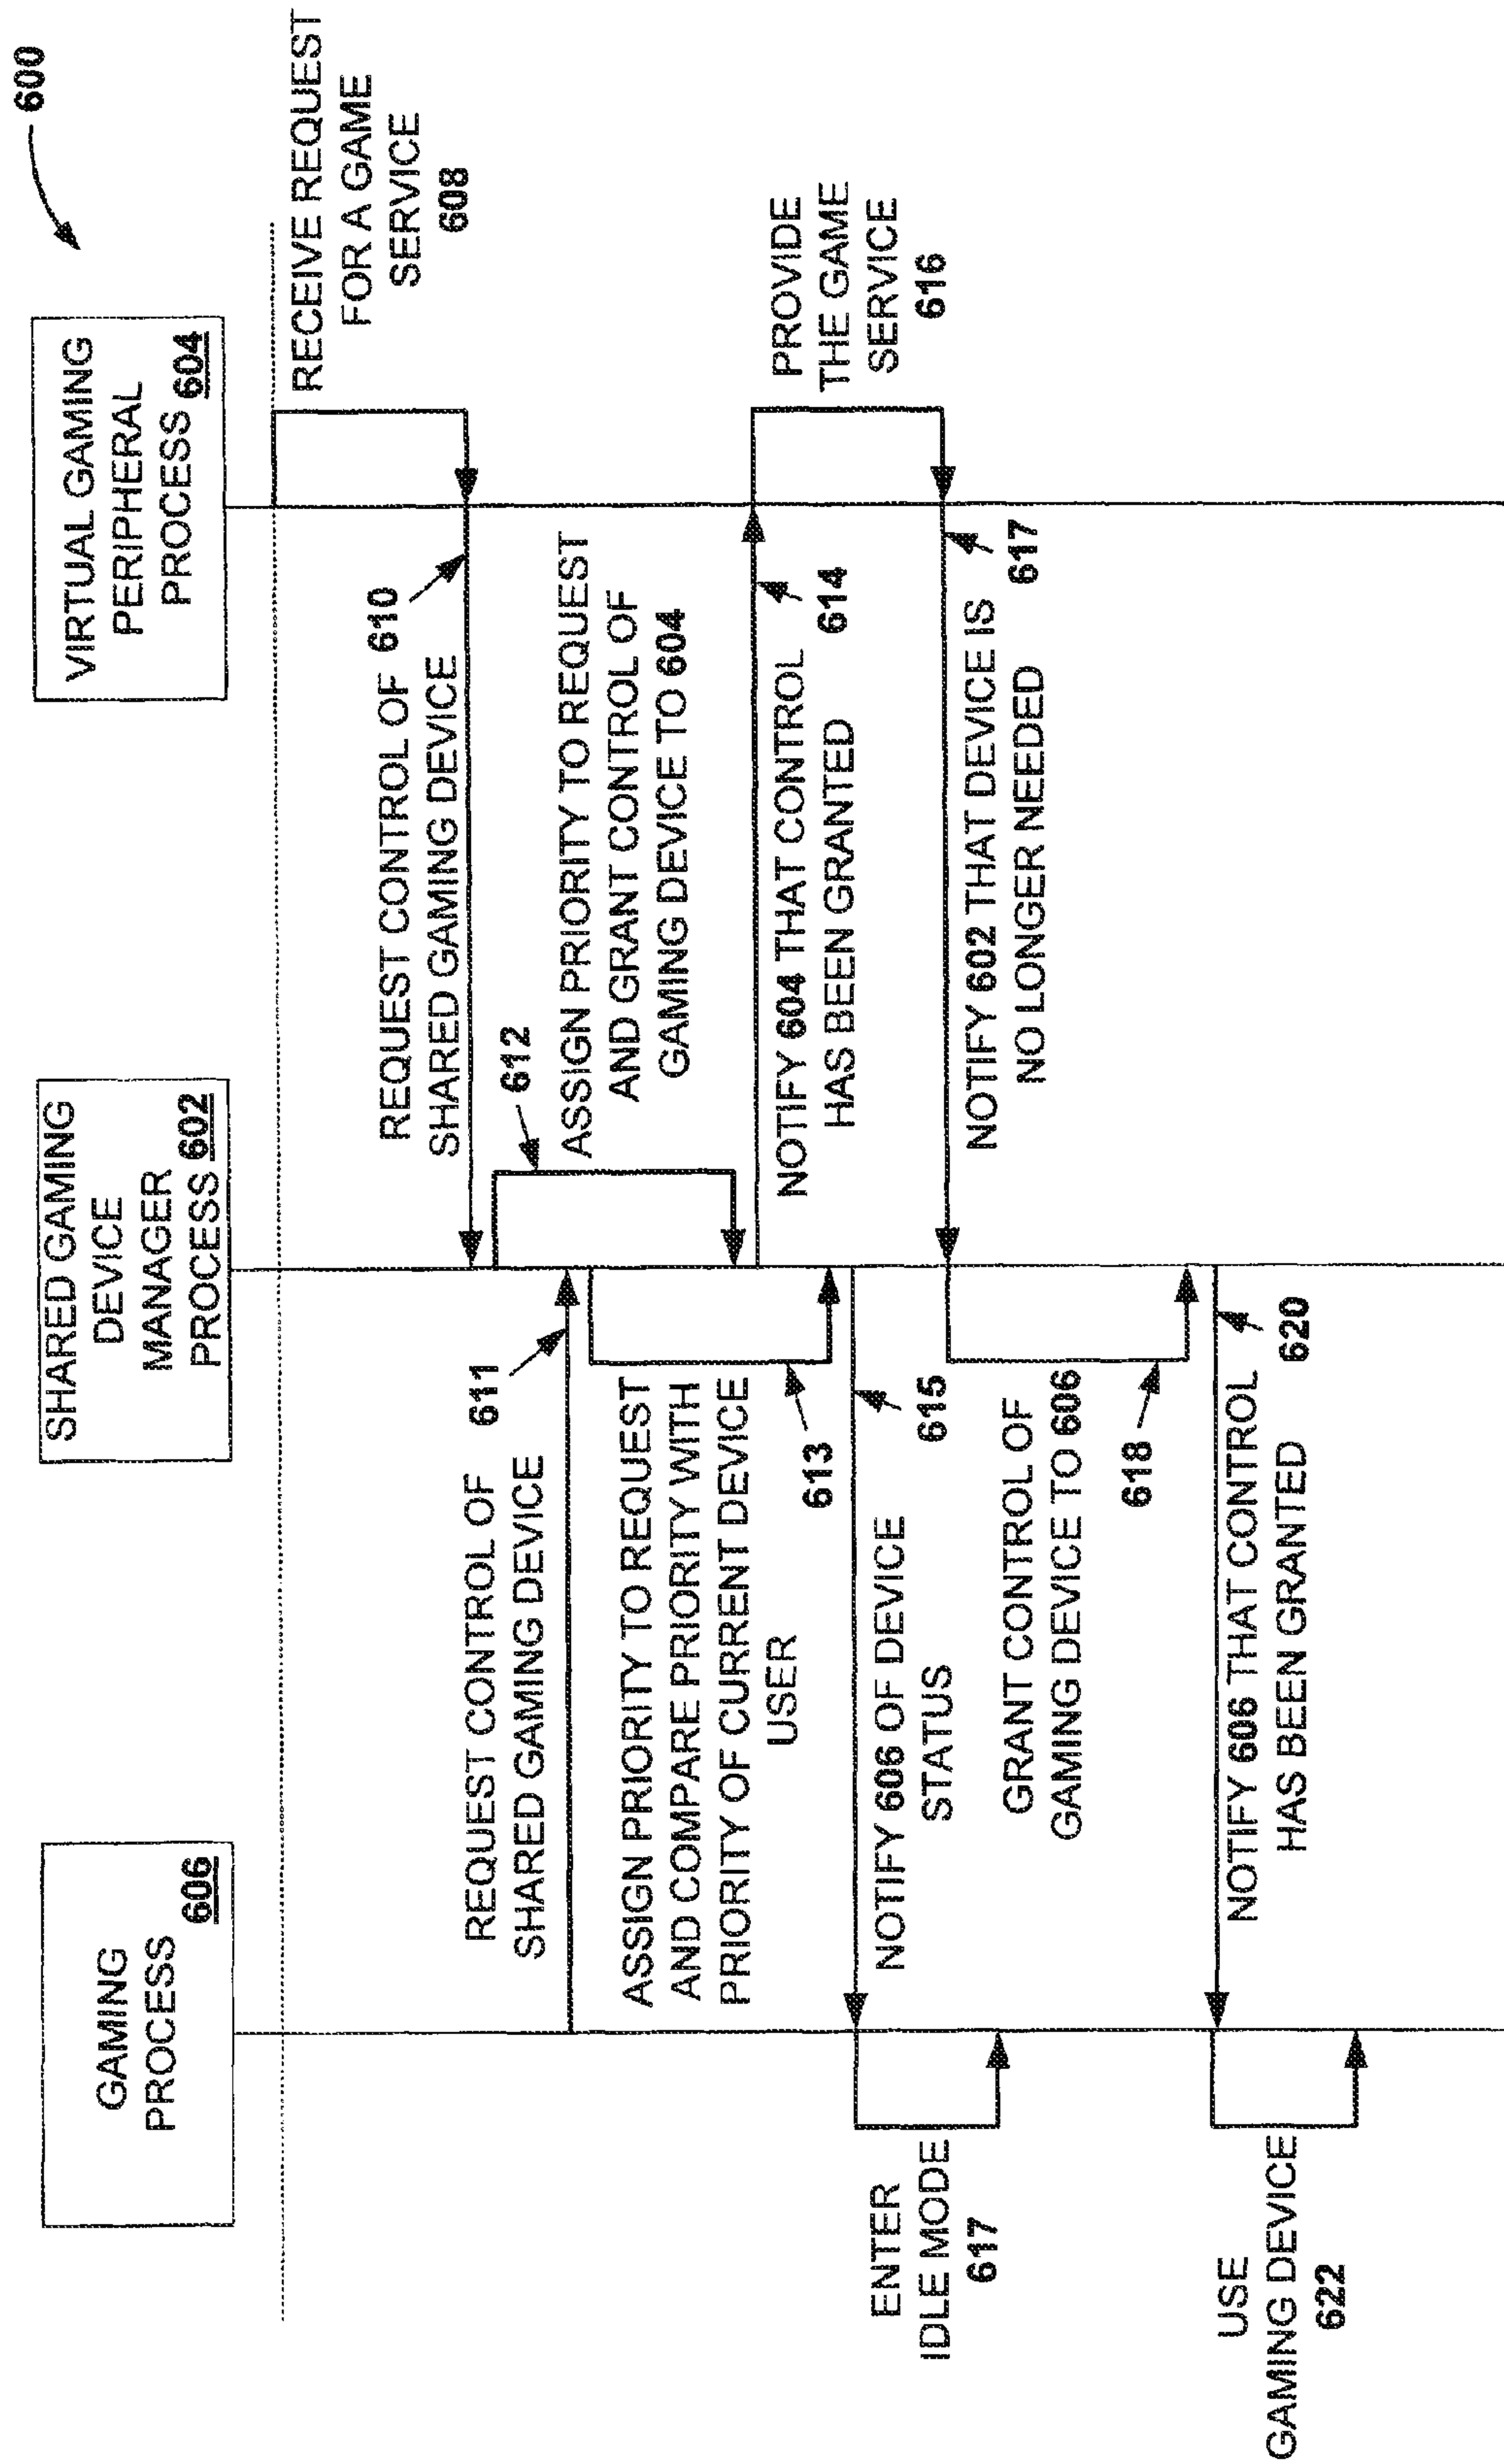 600
GAMING
PROCESS
606
SHARED GAMING
DEVICE
MANAGER
PROCESS 602
VIRTUAL GAMING
PERIPHERAL
PROCESS 604
RECEIVE REQUEST
FOR A GAME
SERVICE
608
REQUEST CONTROL OF 610
SHARED GAMING DEVICE
REQUEST CONTROL OF 611
SHARED GAMING DEVICE
612
ASSIGN PRIORITY TO REQUEST
AND GRANT CONTROL OF
GAMING DEVICE TO 604
ASSIGN PRIORITY TO REQUEST
AND COMPARE PRIORITY WITH
PRIORITY OF CURRENT DEVICE
USER
613
NOTIFY 604 THAT CONTROL
HAS BEEN GRANTED
614
PROVIDE
THE GAME
SERVICE
616
NOTIFY 606 OF DEVICE
STATUS
615
ENTER
IDLE MODE
617
NOTIFY 602 THAT DEVICE IS
NO LONGER NEEDED
617
GRANT CONTROL OF
GAMING DEVICE TO 606
618
NOTIFY 606 THAT CONTROL
HAS BEEN GRANTED
620
USE
GAMING DEVICE
622